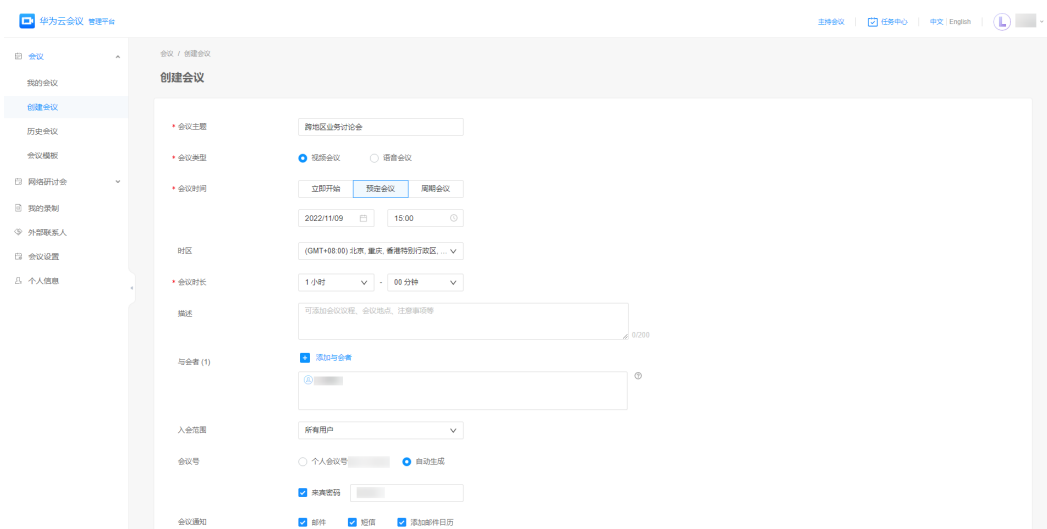 华为云会议 管理平台
主持会议 任务中心 中文 English
会议
我的会议
创建会议
历史会议
会议模板
网络研讨会
我的录制
外部联系人
会议设置
个人信息
会议 / 创建会议
创建会议
* 会议主题 跨地区业务讨论会
* 会议类型 视频会议 语音会议
* 会议时间 立即开始 预定会议 周期会议
2022/11/09 15:00
时区 (GMT+08:00) 北京, 重庆, 香港特别行政区, ...
* 会议时长 1 小时 - 00 分钟
描述 可添加会议议程、会议地点、注意事项等
0/200
与会者 (1) 添加与会者
入会范围 所有用户
会议号 个人会议号 自动生成
来宾密码
会议通知 邮件 短信 添加邮件日历